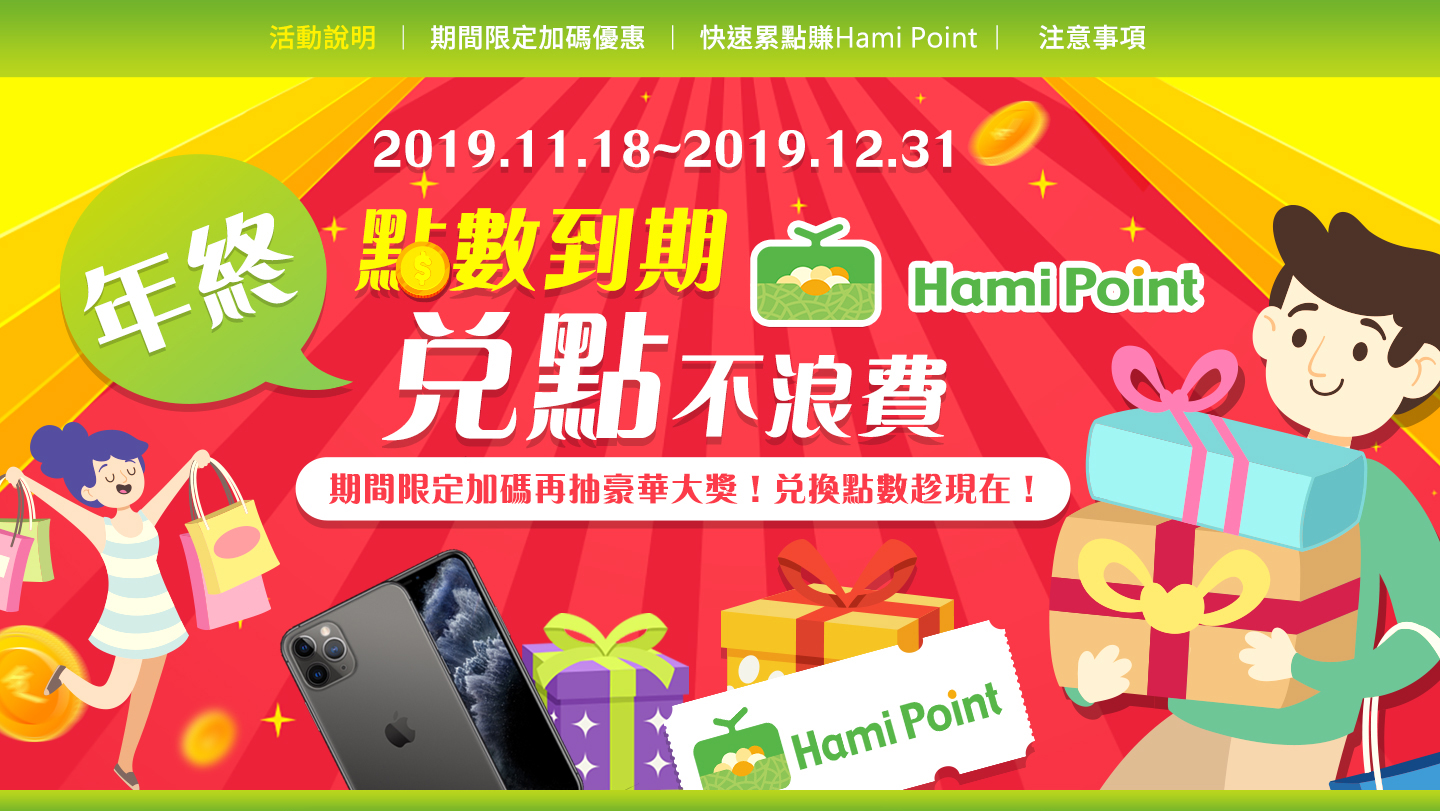 活動說明 | 期間限定加碼優惠 | 快速累點賺Hami Point | 注意事項
2019.11.18~2019.12.31
年終
點數到期
Hami Point
兌點不浪費
期間限定加碼再抽豪華大獎！兌換點數趁現在！
Hami Point